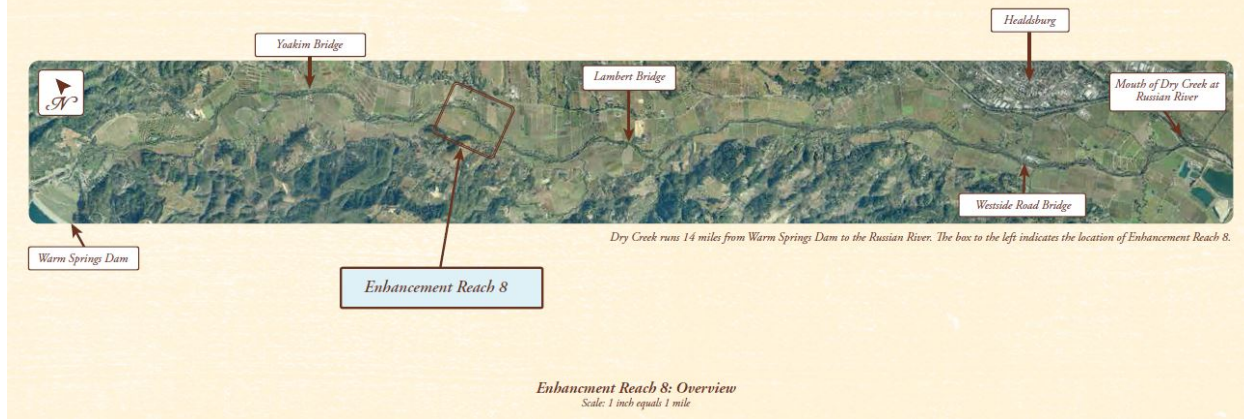 Healdsburg
Yoakim Bridge
Lambert Bridge
Mouth of Dry Creek at
Russian River
N
Westside Road Bridge
Dry Creek runs 14 miles from Warm Springs Dam to the Russian River. The box to the left indicates the location of Enhancement Reach 8.
Warm Springs Dam
Enhancement Reach 8
Enhancment Reach 8: Overview
Scale: 1 inch equals 1 mile